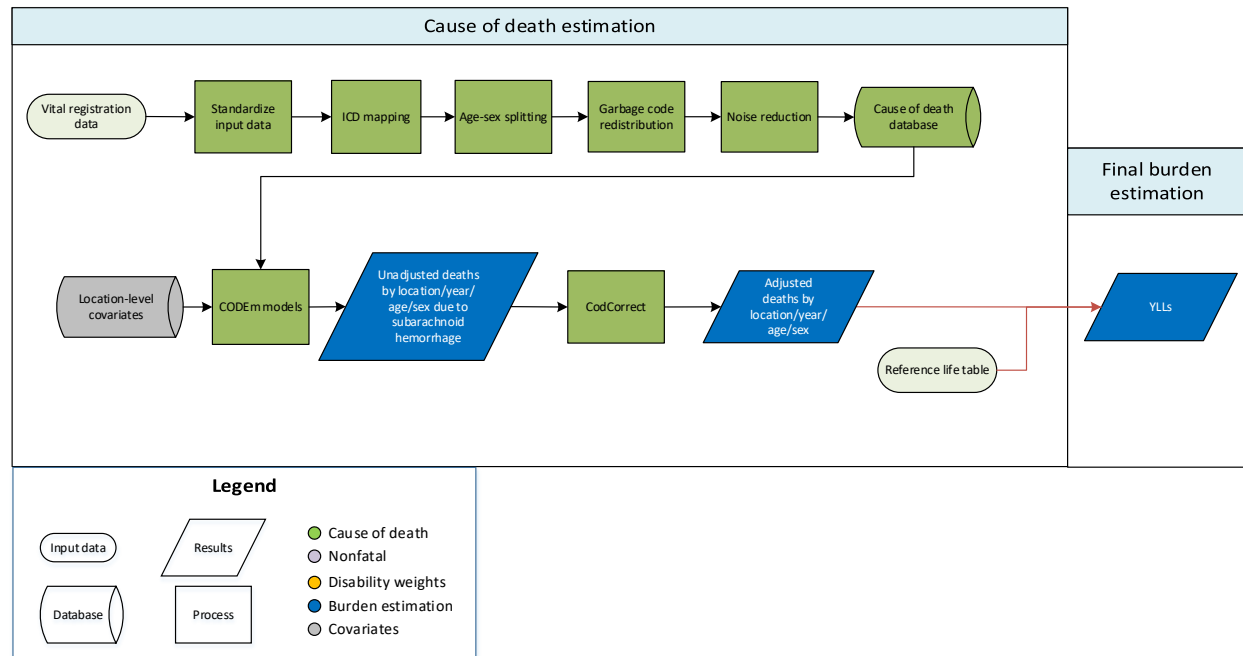 Cause of death estimation
Vital registration
data
Standardize
input data
ICD mapping
Age-sex splitting
Garbage code
redistribution
Noise reduction
Cause of death
database
Final burden
estimation
Location-level
covariates
CODEm models
Unadjusted deaths
by location/year/
age/sex due to
subarachnoid
hemorrhage
CodCorrect
Adjusted
deaths by
location/year/
age/sex
YLLs
Reference life table
Legend
Input data
Results
Database
Process
Cause of death
Nonfatal
Disability weights
Burden estimation
Covariates